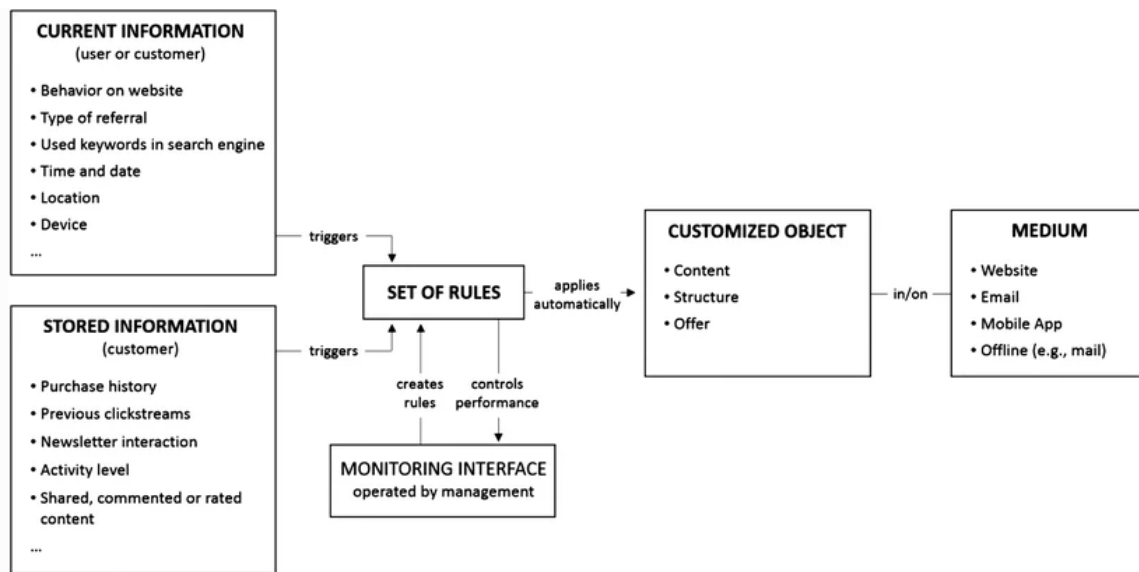 CURRENT INFORMATION
(user or customer)
• Behavior on website
• Type of referral
• Used keywords in search engine
• Time and date
• Location
• Device
...
triggers
STORED INFORMATION
(customer)
• Purchase history
• Previous clickstreams
• Newsletter interaction
• Activity level
• Shared, commented or rated
content
...
triggers
SET OF RULES
creates
rules
controls
performance
MONITORING INTERFACE
operated by management
applies
automatically
CUSTOMIZED OBJECT
• Content
• Structure
• Offer
in/on
MEDIUM
• Website
• Email
• Mobile App
• Offline (e.g., mail)